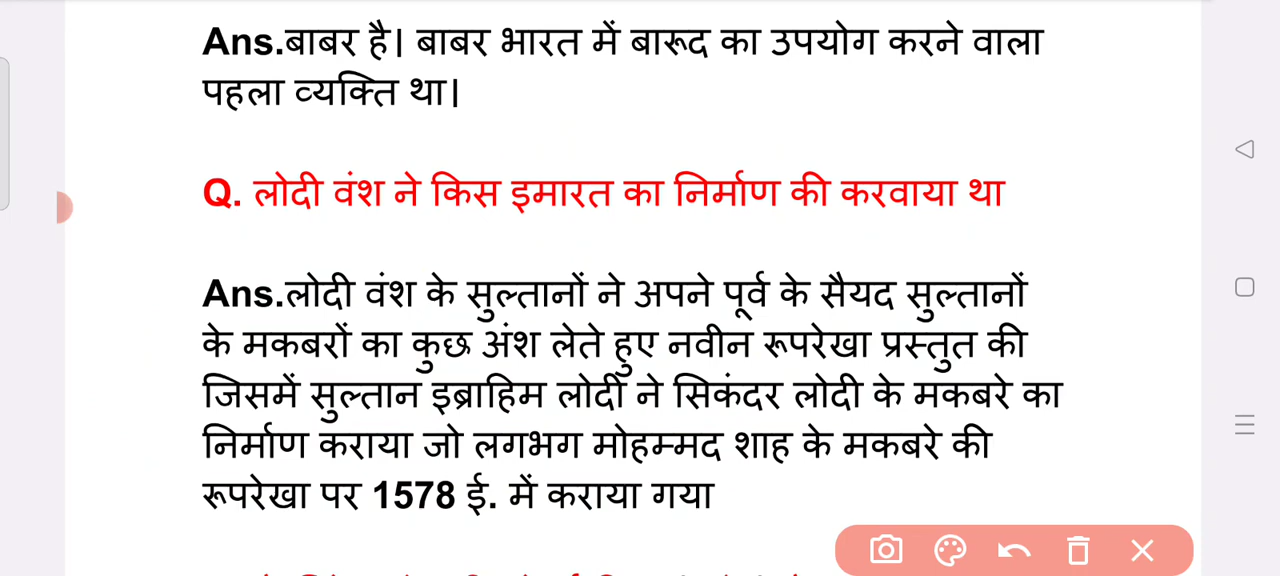 Ans.बाबर है। बाबर भारत में बारूद का उपयोग करने वाला
पहला व्यक्ति था।
Q. लोदी वंश ने किस इमारत का निर्माण की करवाया था
Ans.लोदी वंश के सुल्तानों ने अपने पूर्व के सैयद सुल्तानों
के मकबरों का कुछ अंश लेते हुए नवीन रूपरेखा प्रस्तुत की
जिसमें सुल्तान इब्राहिम लोदी ने सिकंदर लोदी के मकबरे का
निर्माण कराया जो लगभग मोहम्मद शाह के मकबरे की
रूपरेखा पर 1578 ई. में कराया गया